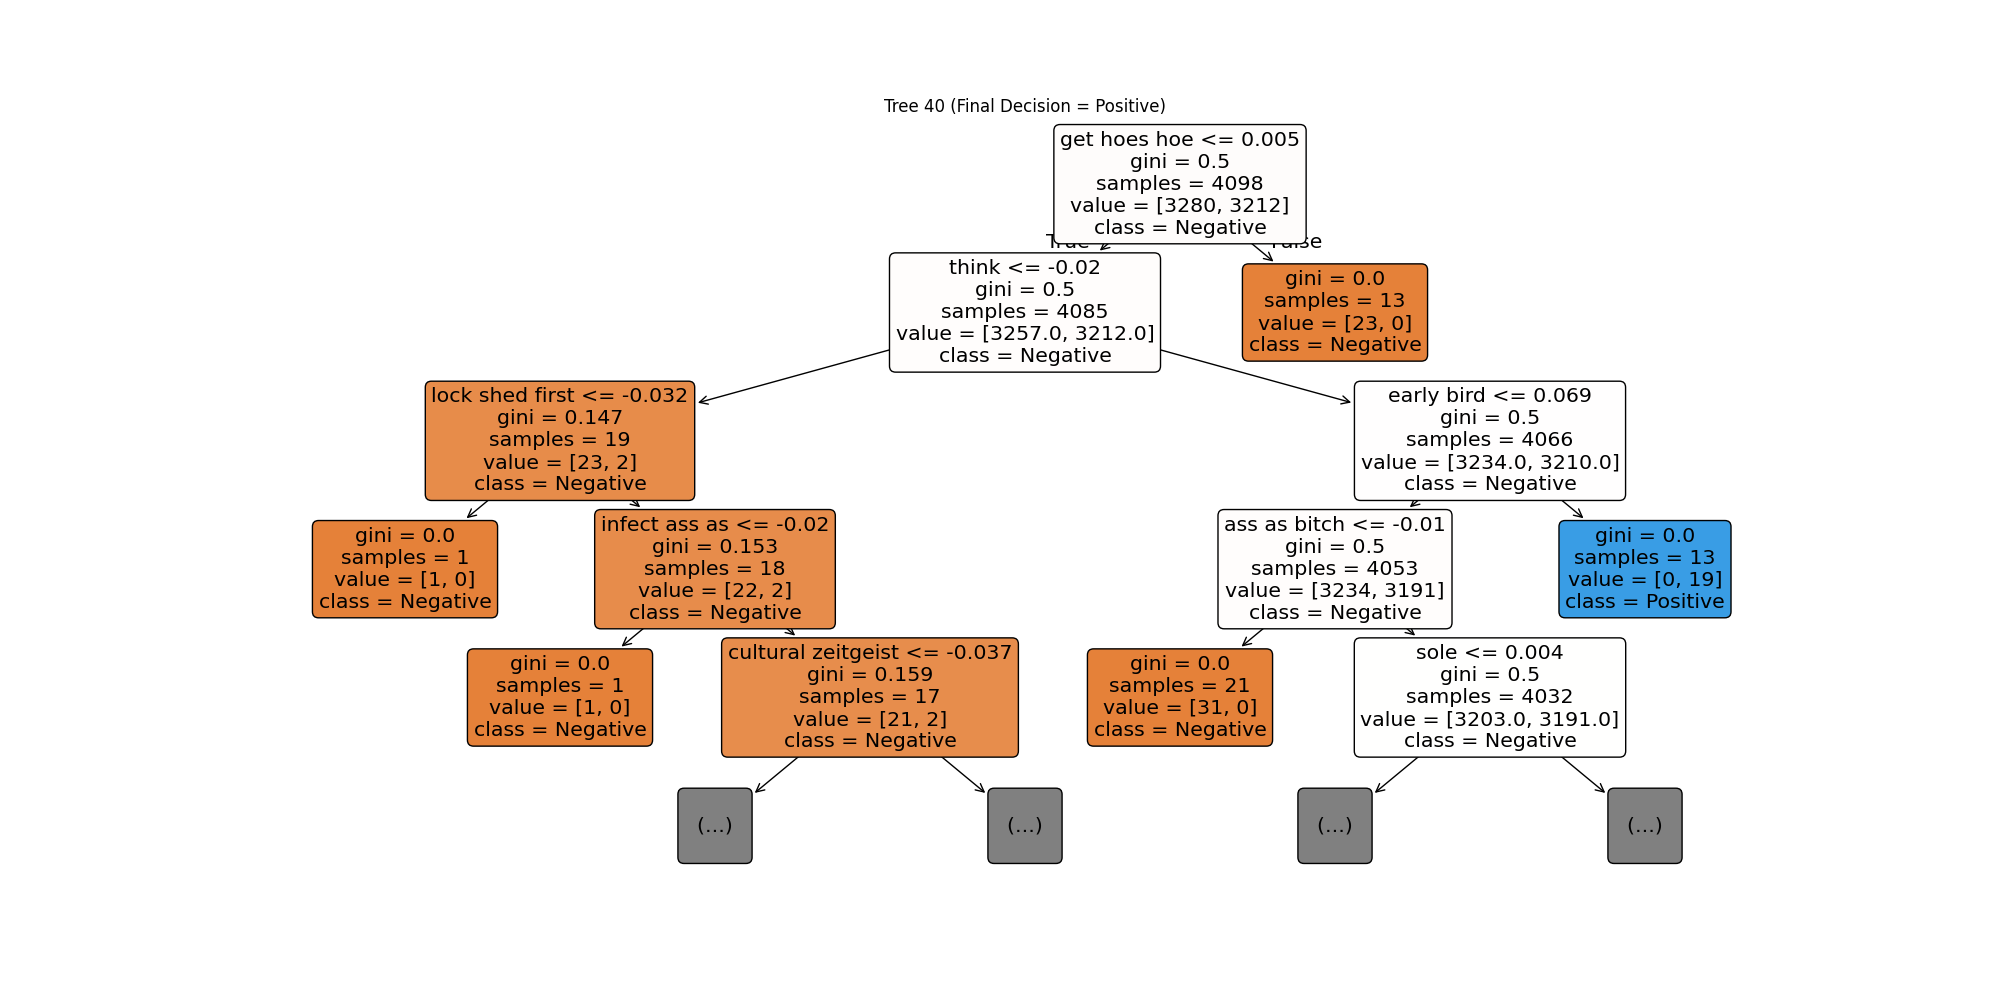 Tree 40 (Final Decision = Positive)
get hoes hoe <= 0.005
gini = 0.5
samples = 4098
value = [3280, 3212]
class = Negative
True
False
think <= -0.02
gini = 0.5
samples = 4085
value = [3257.0, 3212.0]
class = Negative
gini = 0.0
samples = 13
value = [23, 0]
class = Negative
lock shed first <= -0.032
gini = 0.147
samples = 19
value = [23, 2]
class = Negative
early bird <= 0.069
gini = 0.5
samples = 4066
value = [3234.0, 3210.0]
class = Negative
gini = 0.0
samples = 1
value = [1, 0]
class = Negative
infect ass as <= -0.02
gini = 0.153
samples = 18
value = [22, 2]
class = Negative
ass as bitch <= -0.01
gini = 0.5
samples = 4053
value = [3234, 3191]
class = Negative
gini = 0.0
samples = 13
value = [0, 19]
class = Positive
gini = 0.0
samples = 1
value = [1, 0]
class = Negative
cultural zeitgeist <= -0.037
gini = 0.159
samples = 17
value = [21, 2]
class = Negative
gini = 0.0
samples = 21
value = [31, 0]
class = Negative
sole <= 0.004
gini = 0.5
samples = 4032
value = [3203.0, 3191.0]
class = Negative
(...)
(...)
(...)
(...)